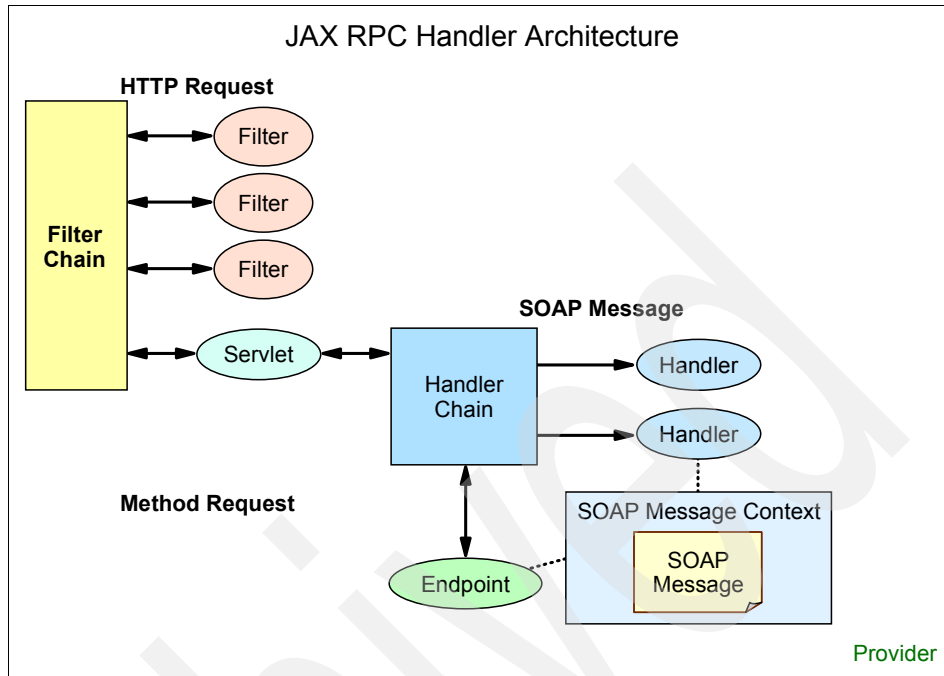 JAX RPC Handler Architecture
HTTP Request
Filter
Filter
Filter
Filter
Chain
Servlet
SOAP Message
Handler
Chain
Handler
Handler
Method Request
Endpoint
SOAP Message Context
SOAP
Message
Provider